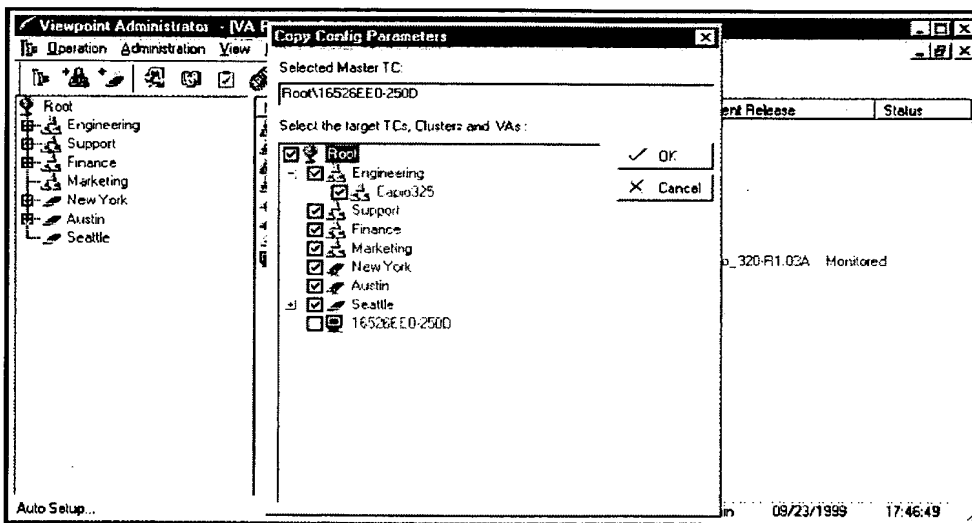 Viewpoint Administrator - [VA
Operation Administration View
Root
Engineering
Support
Finance
Marketing
New York
Austin
Seattle
Auto Setup...
Copy Config Parameters
Selected Master TC:
Root\16526EE0-250D
Select the target TCs, Clusters and VAs :
Root
Engineering
Capio325
Support
Finance
Marketing
New York
Austin
Seattle
16526EE0-250D
OK
Cancel
ent Release Status
o_320-R1.03A Monitored
in 09/23/1999 17:46:49